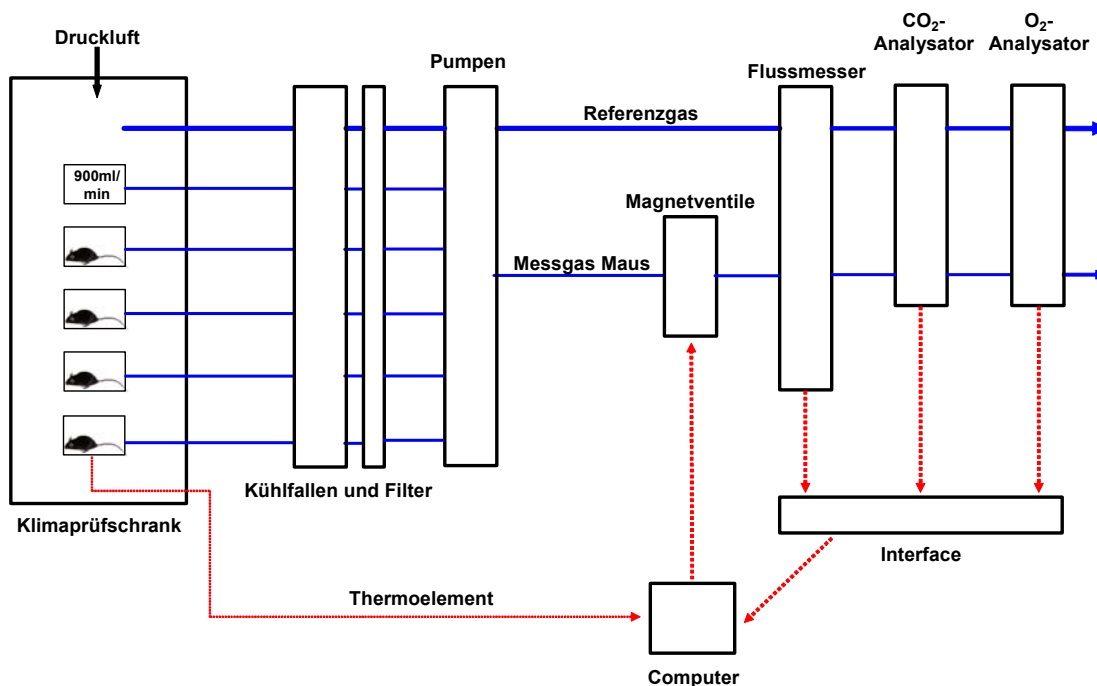 Druckluft
CO2-
Analysator
O2-
Analysator
Pumpen
Flussmesser
Referenzgas
900ml/
min
Magnetventile
Messgas Maus
Kühlfallen und Filter
Klimaprüfschrank
Interface
Thermoelement
Computer